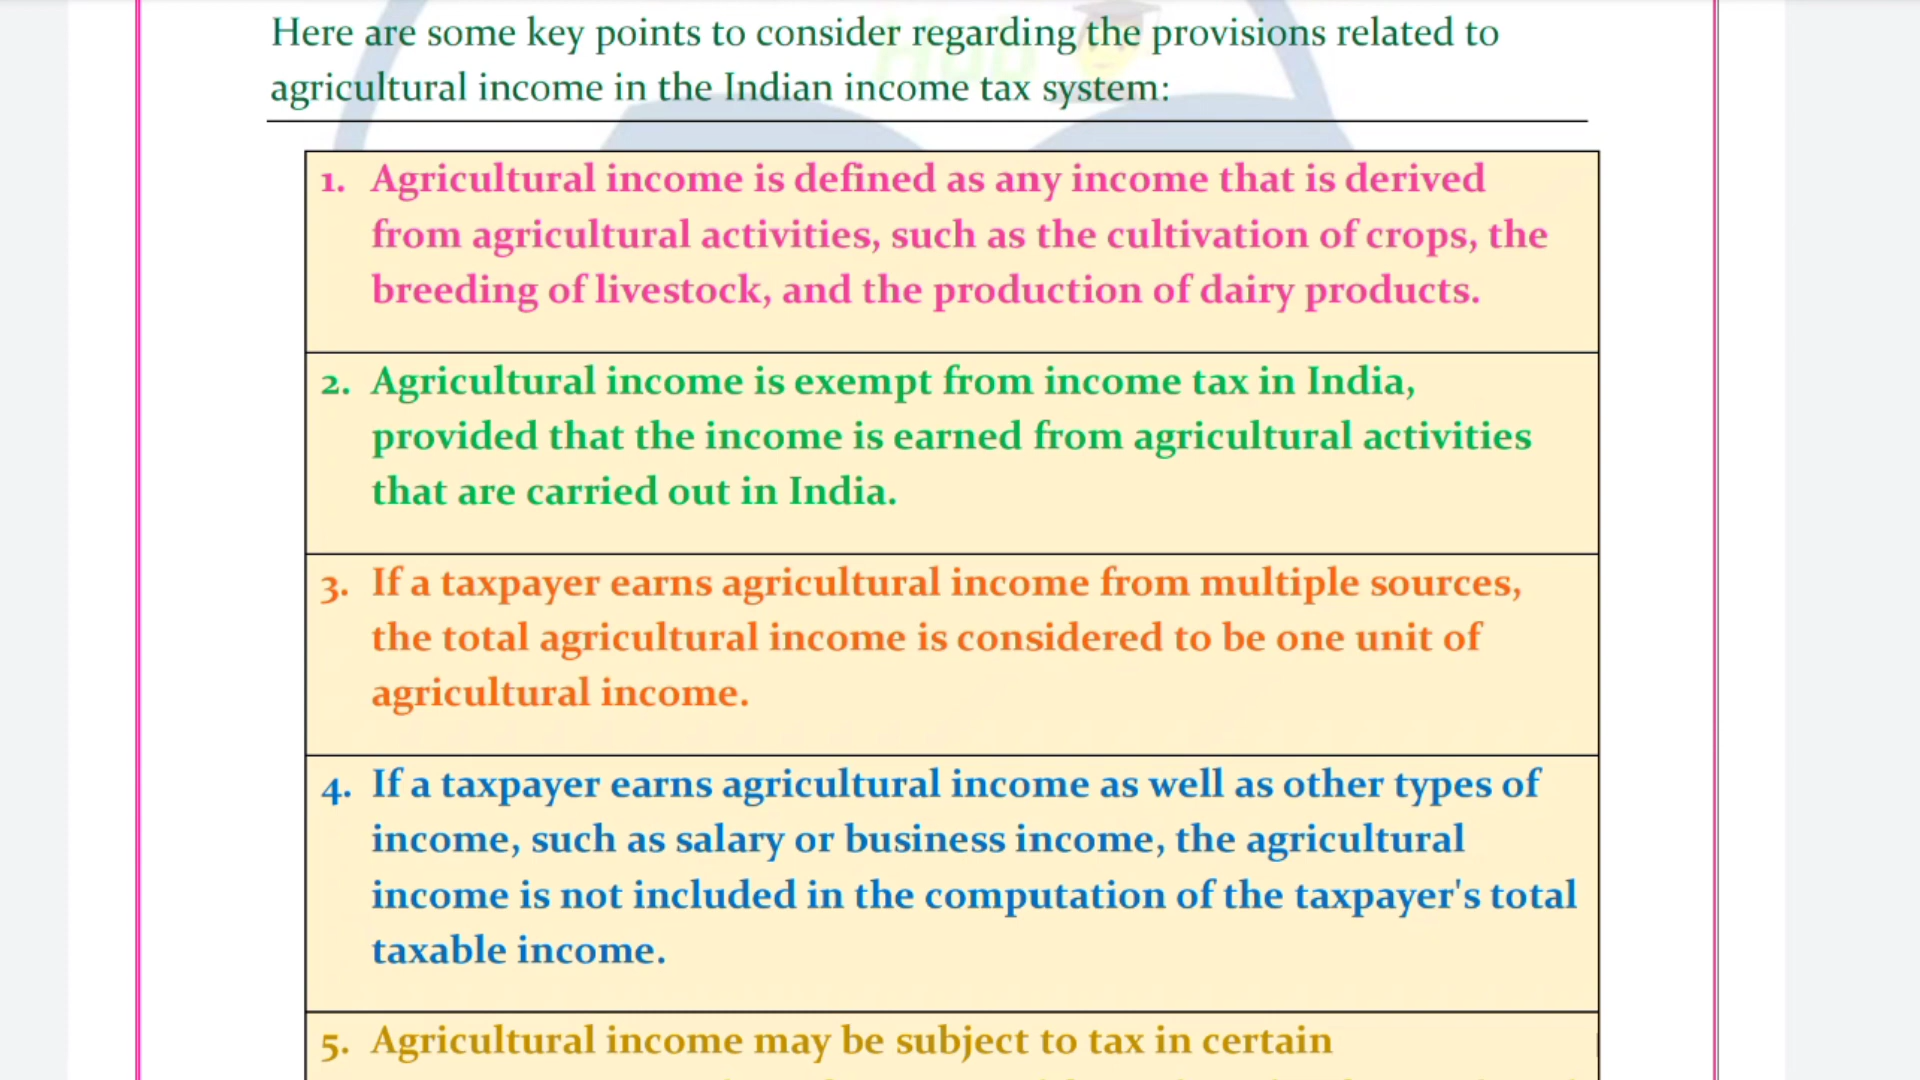 Here are some key points to consider regarding the provisions related to
agricultural income in the Indian income tax system:
1. Agricultural income is defined as any income that is derived
from agricultural activities, such as the cultivation of crops, the
breeding of livestock, and the production of dairy products.
2. Agricultural income is exempt from income tax in India,
provided that the income is earned from agricultural activities
that are carried out in India.
3. If a taxpayer earns agricultural income from multiple sources,
the total agricultural income is considered to be one unit of
agricultural income.
4. If a taxpayer earns agricultural income as well as other types of
income, such as salary or business income, the agricultural
income is not included in the computation of the taxpayer's total
taxable income.
5. Agricultural income may be subject to tax in certain